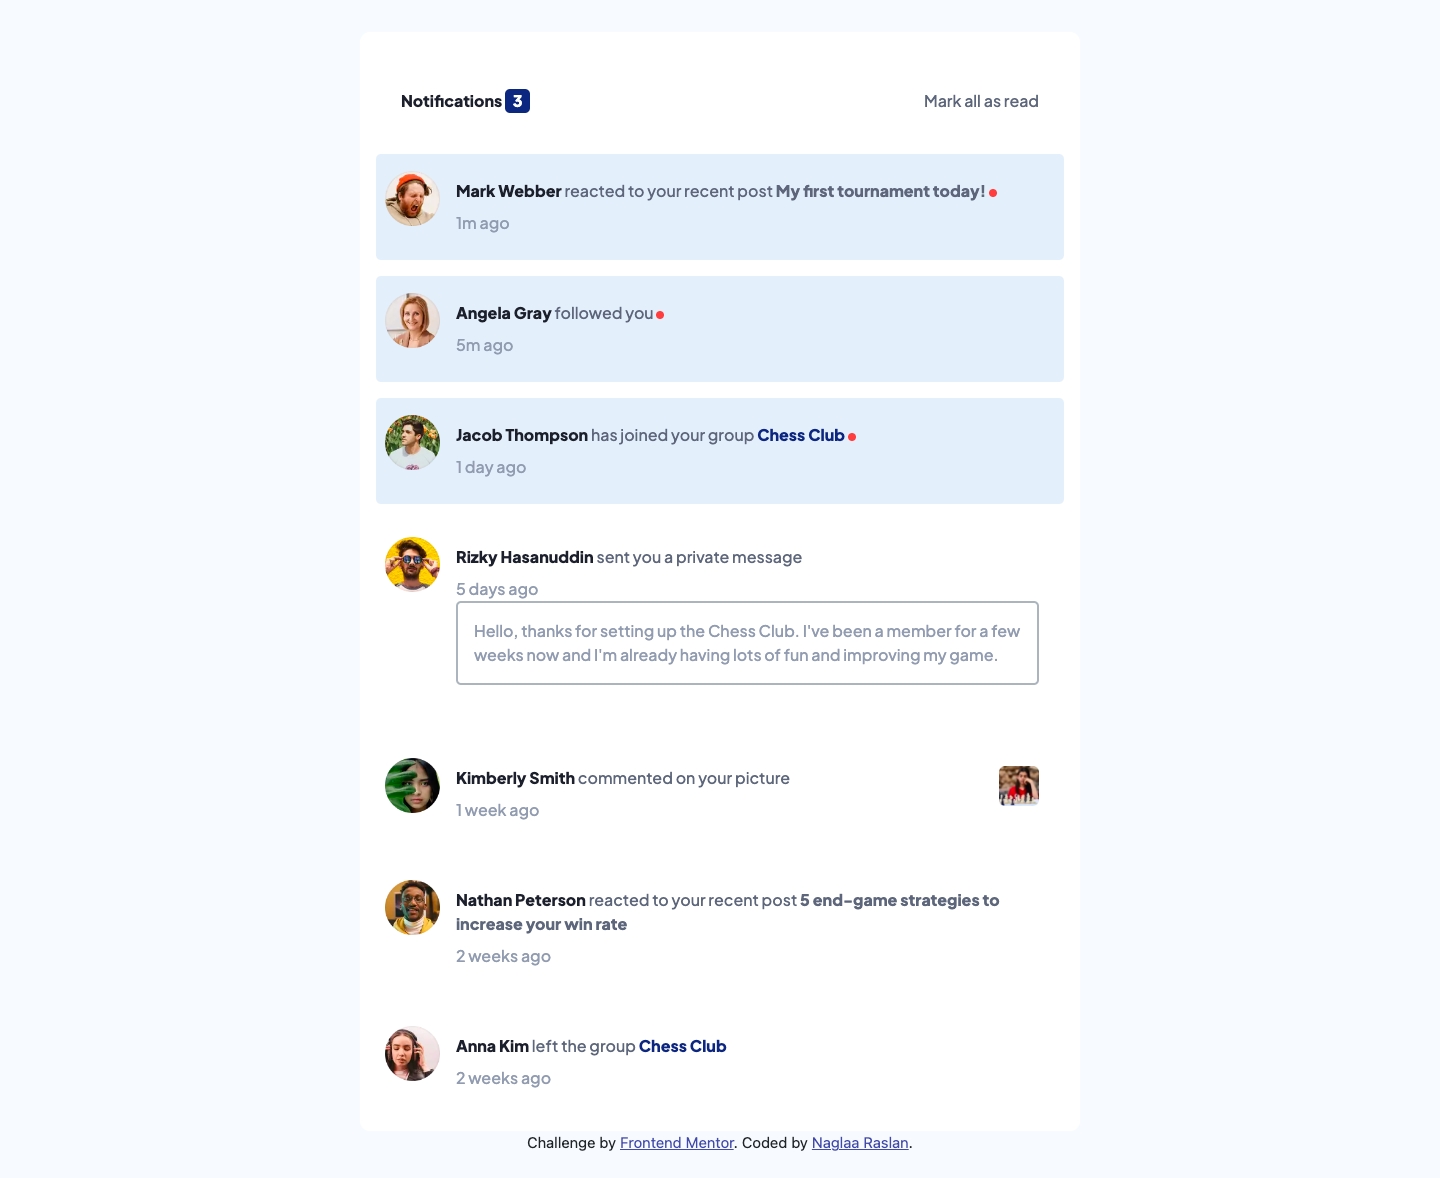 Notifications 3
Mark all as read
Mark Webber reacted to your recent post My first tournament today!
1m ago
Angela Gray followed you
5m ago
Jacob Thompson has joined your group Chess Club
1 day ago
Rizky Hasanuddin sent you a private message
5 days ago
Hello, thanks for setting up the Chess Club. I've been a member for a few
weeks now and I'm already having lots of fun and improving my game.
Kimberly Smith commented on your picture
1 week ago
Nathan Peterson reacted to your recent post 5 end-game strategies to
increase your win rate
2 weeks ago
Anna Kim left the group Chess Club
2 weeks ago
Challenge by Frontend Mentor. Coded by Naglaa Raslan.